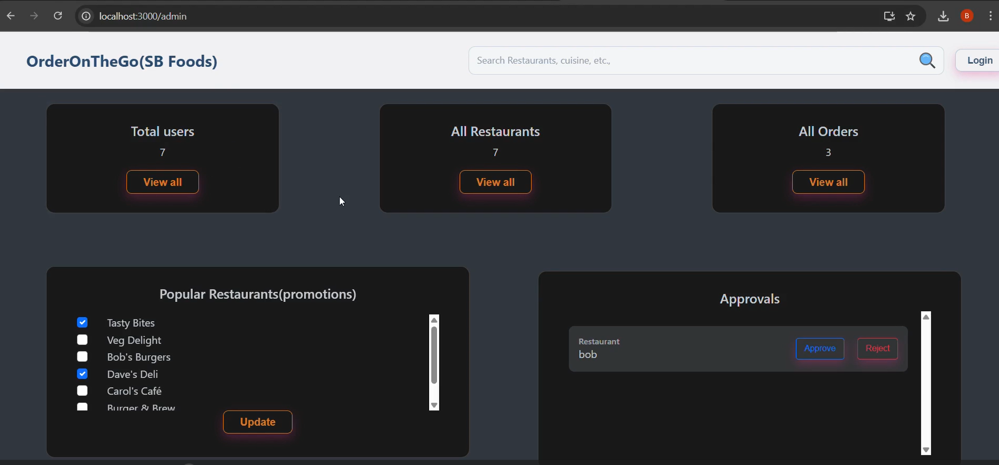 localhost:3000/admin
B
OrderOnTheGo(SB Foods)
Search Restaurants, cuisine, etc.,
Login
Total users
7
View all
All Restaurants
7
View all
All Orders
3
View all
Popular Restaurants(promotions)
Tasty Bites
Veg Delight
Bob's Burgers
Dave's Deli
Carol's Café
Burger & Brew
Update
Approvals
Restaurant
bob
Approve
Reject